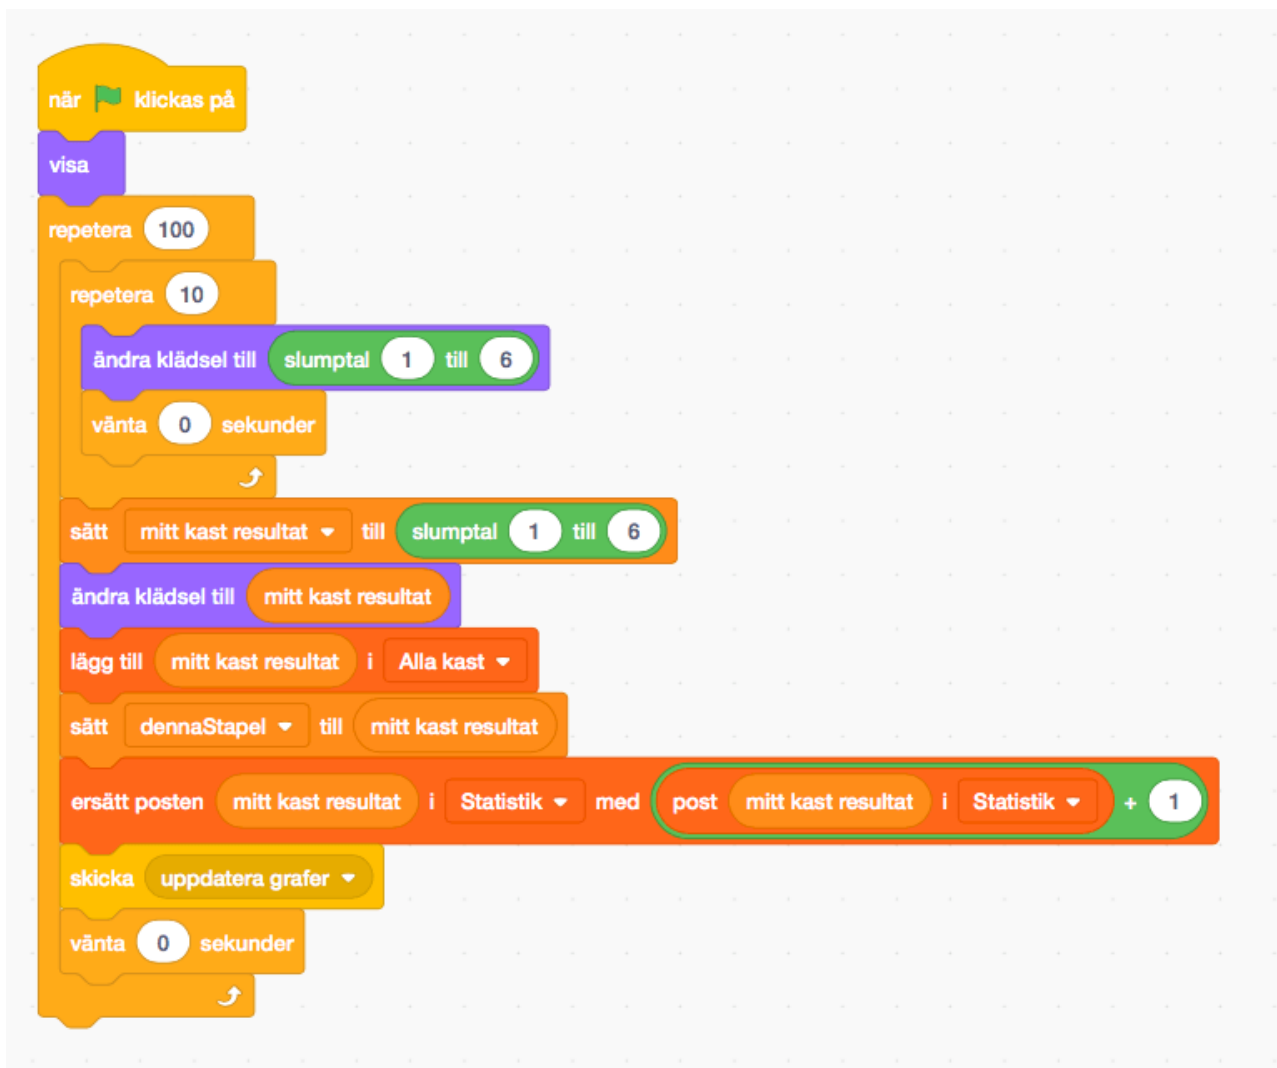 när klickas på
visa
repetera 100
repetera 10
ändra klädsel till slumptal 1 till 6
vänta 0 sekunder
sätt mitt kast resultat till slumptal 1 till 6
ändra klädsel till mitt kast resultat
lägg till mitt kast resultat i Alla kast
sätt dennaStapel till mitt kast resultat
ersätt posten mitt kast resultat i Statistik med post mitt kast resultat i Statistik + 1
skicka uppdatera grafer
vänta 0 sekunder